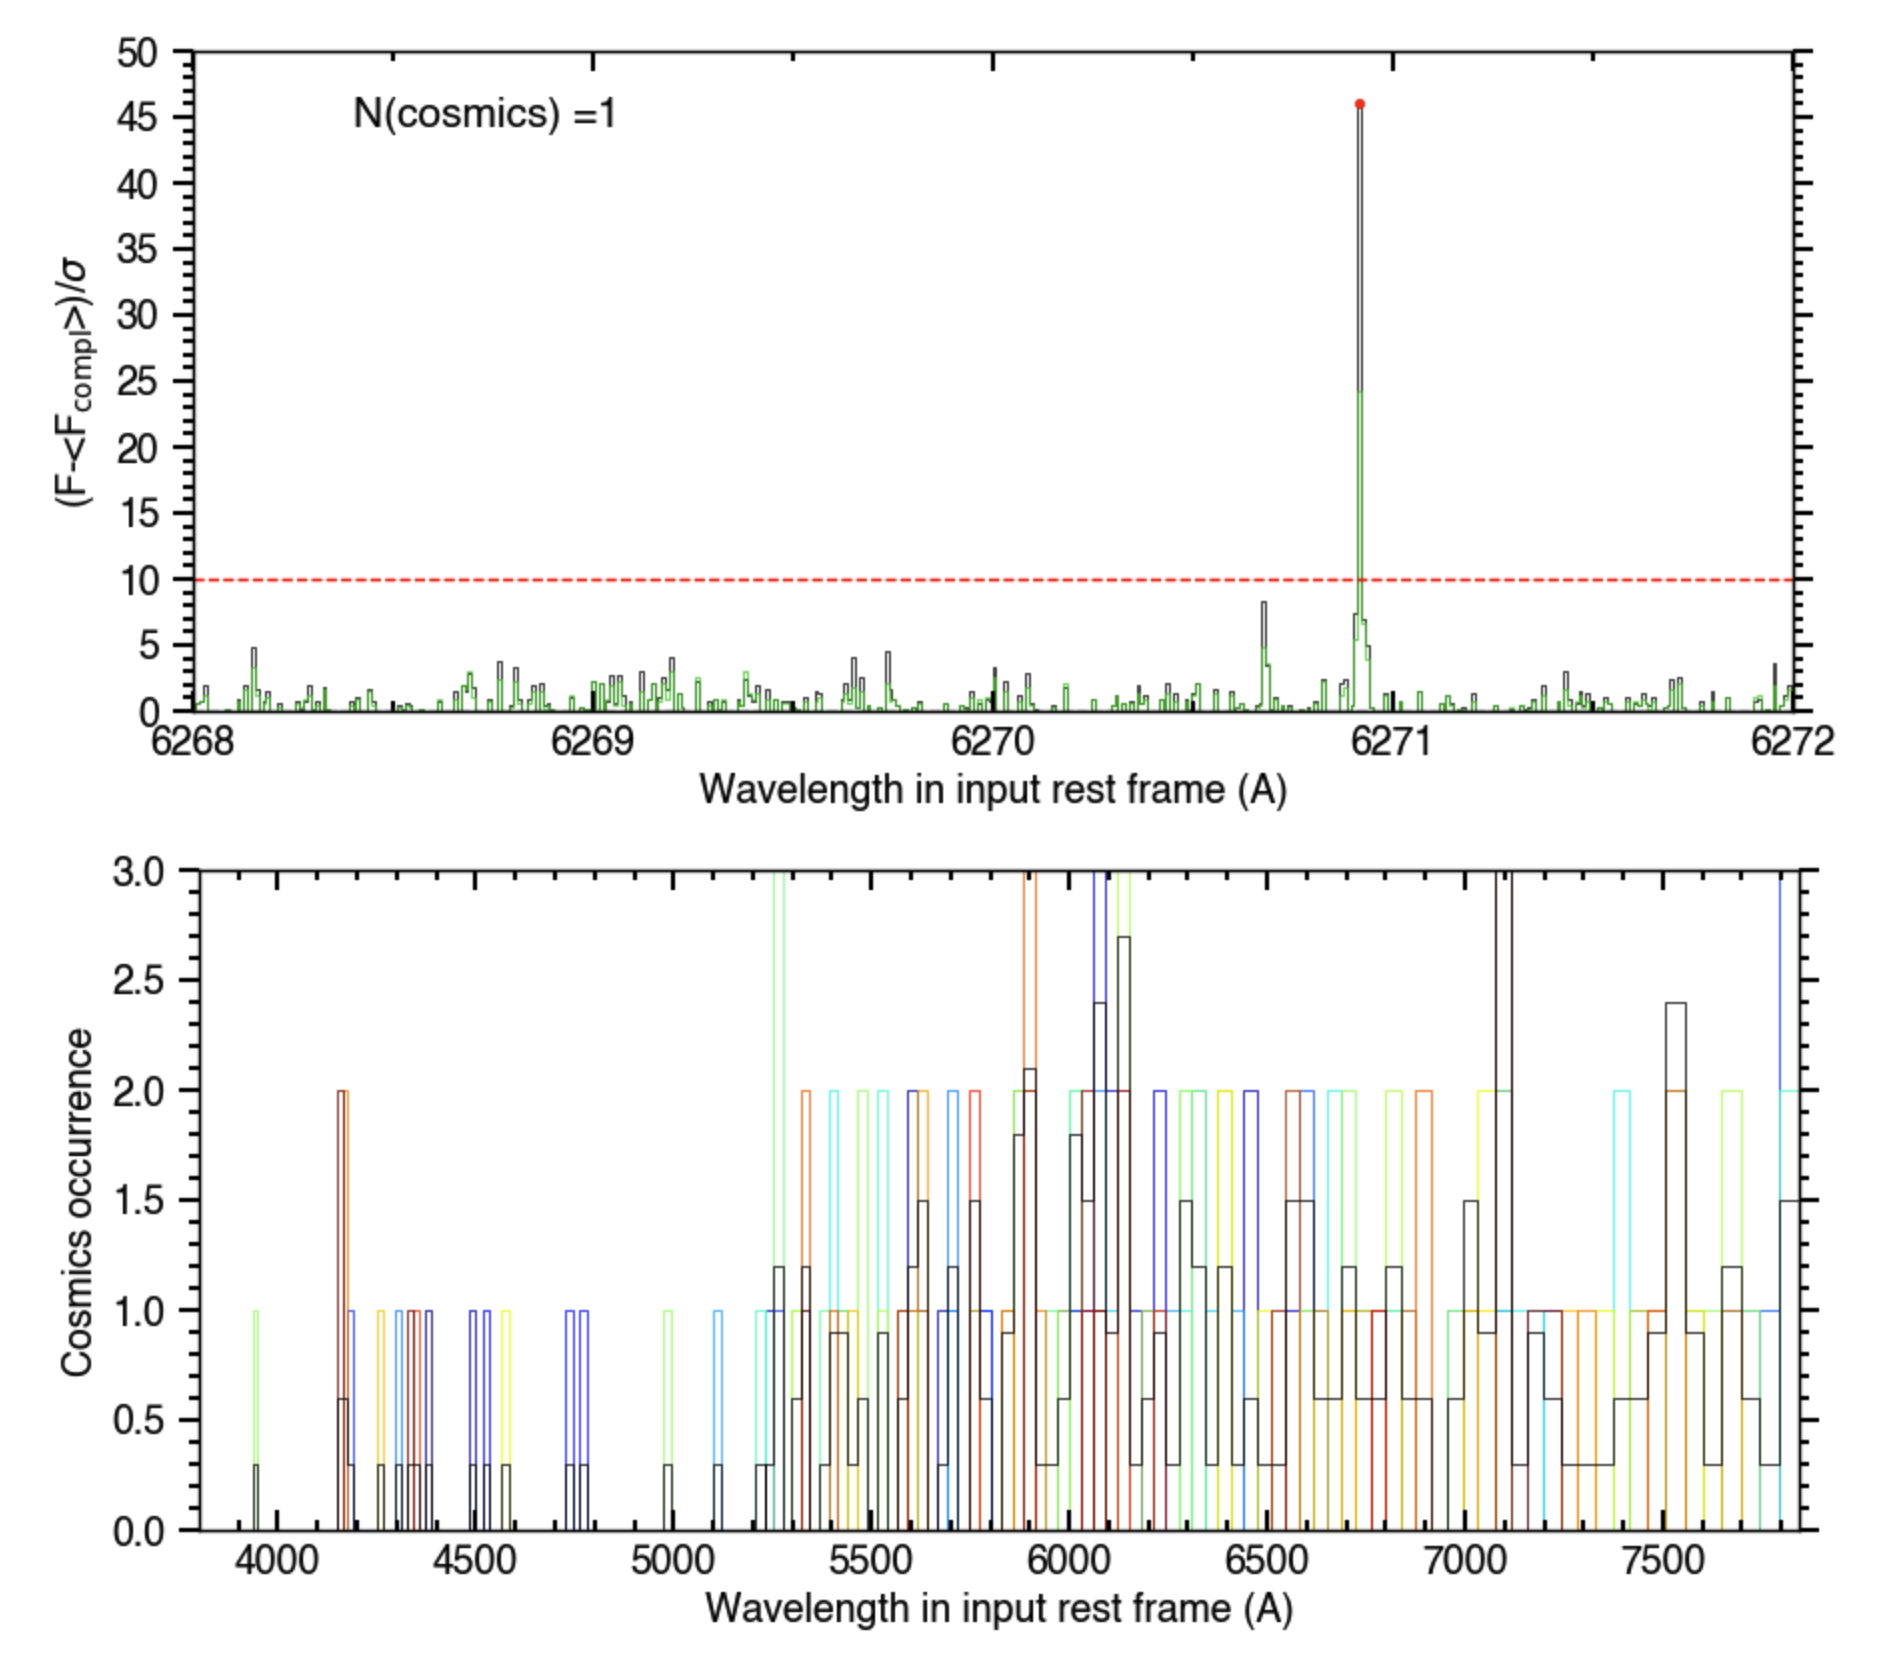 50
45
40
35
30
25
20
15
10
5
0
N(cosmics) =1
(F-<F_compl>)/σ
6268 6269 6270 6271 6272
Wavelength in input rest frame (A)
3.0
2.5
2.0
1.5
1.0
0.5
0.0
Cosmics occurrence
4000 4500 5000 5500 6000 6500 7000 7500
Wavelength in input rest frame (A)